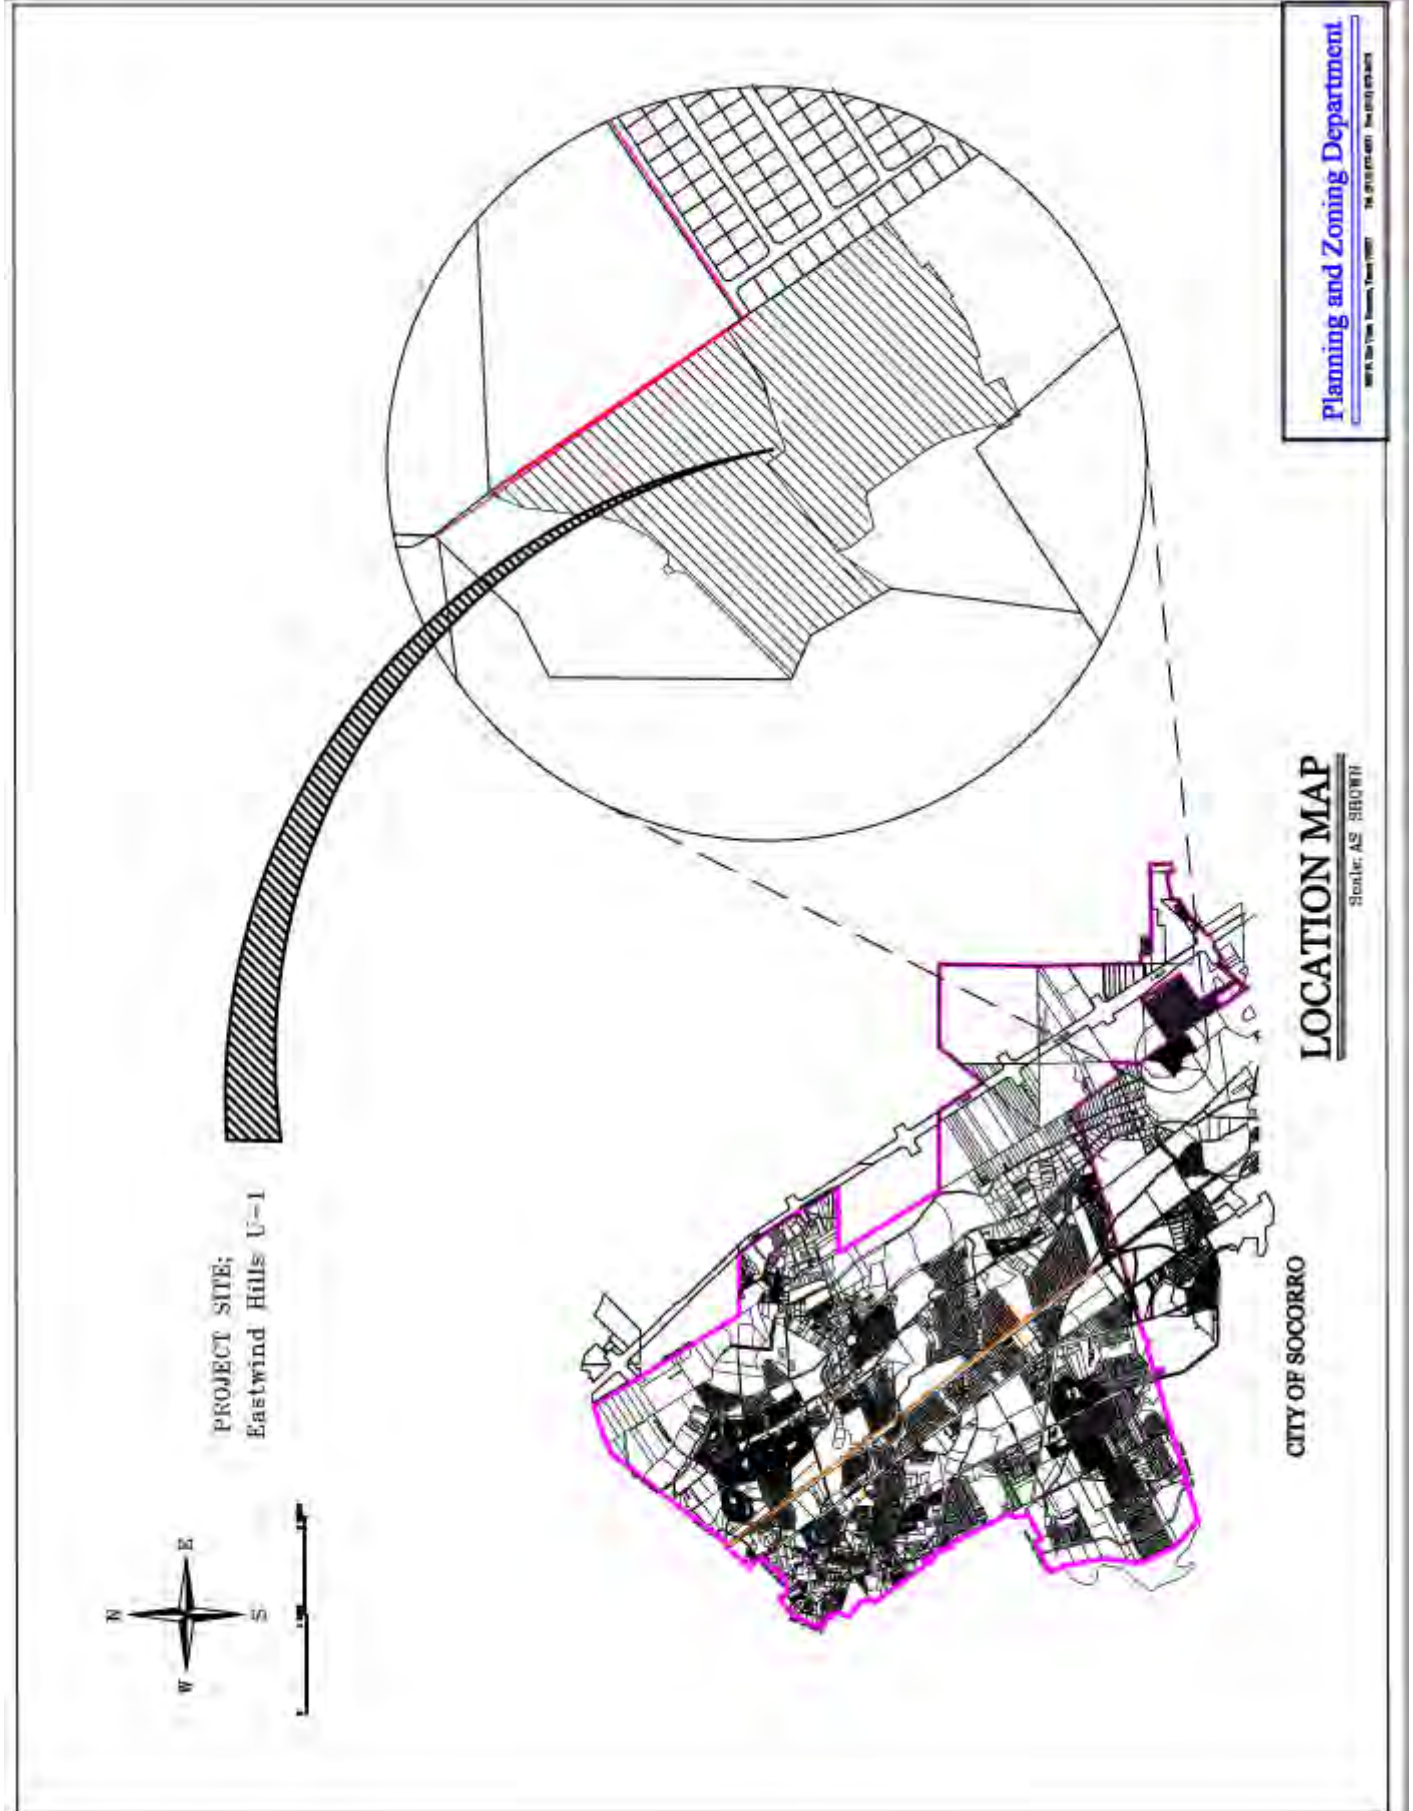 N
W
E
S
PROJECT SITE:
Eastwind Hills U-1
CITY OF SOCORRO
LOCATION MAP
Scale: AS SHOWN
Planning and Zoning Department